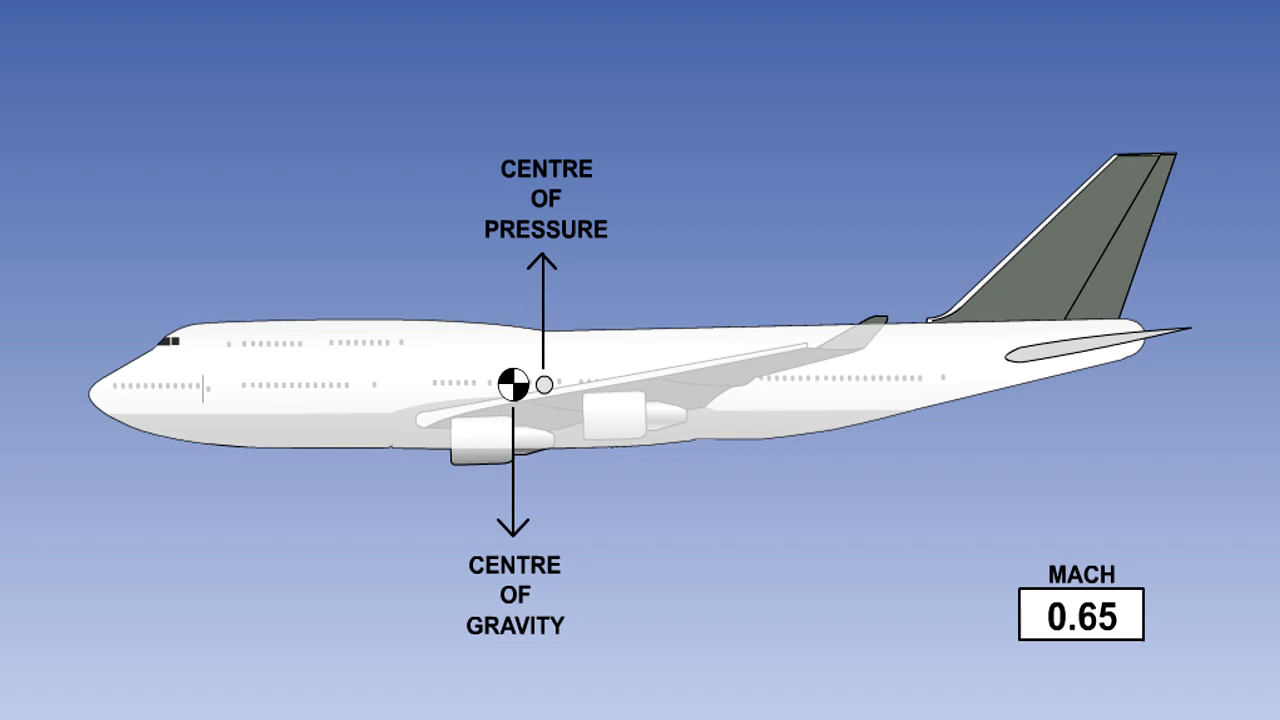 CENTRE
OF
PRESSURE
CENTRE
OF
GRAVITY
MACH
0.65